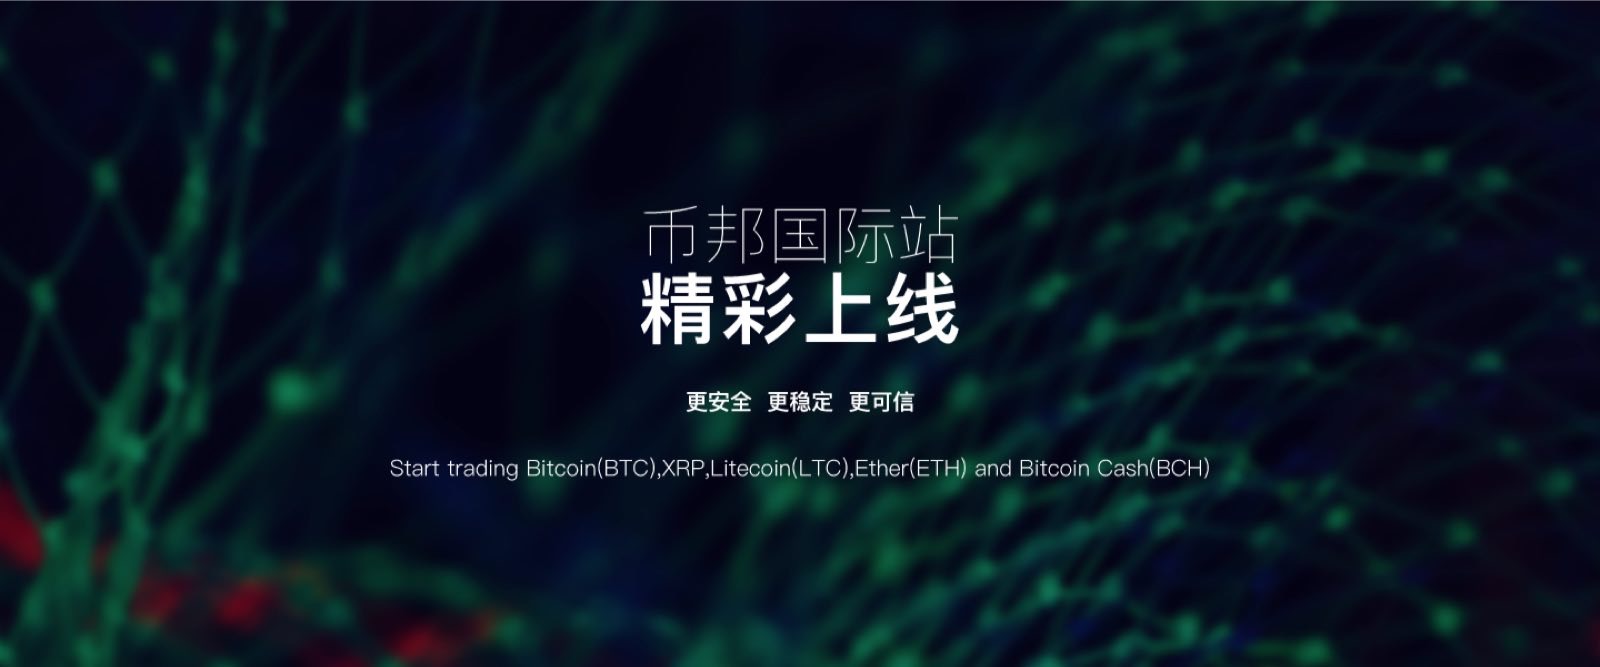 币邦国际站
精彩上线
更安全 更稳定 更可信
Start trading Bitcoin(BTC),XRP,Litecoin(LTC),Ether(ETH) and Bitcoin Cash(BCH)